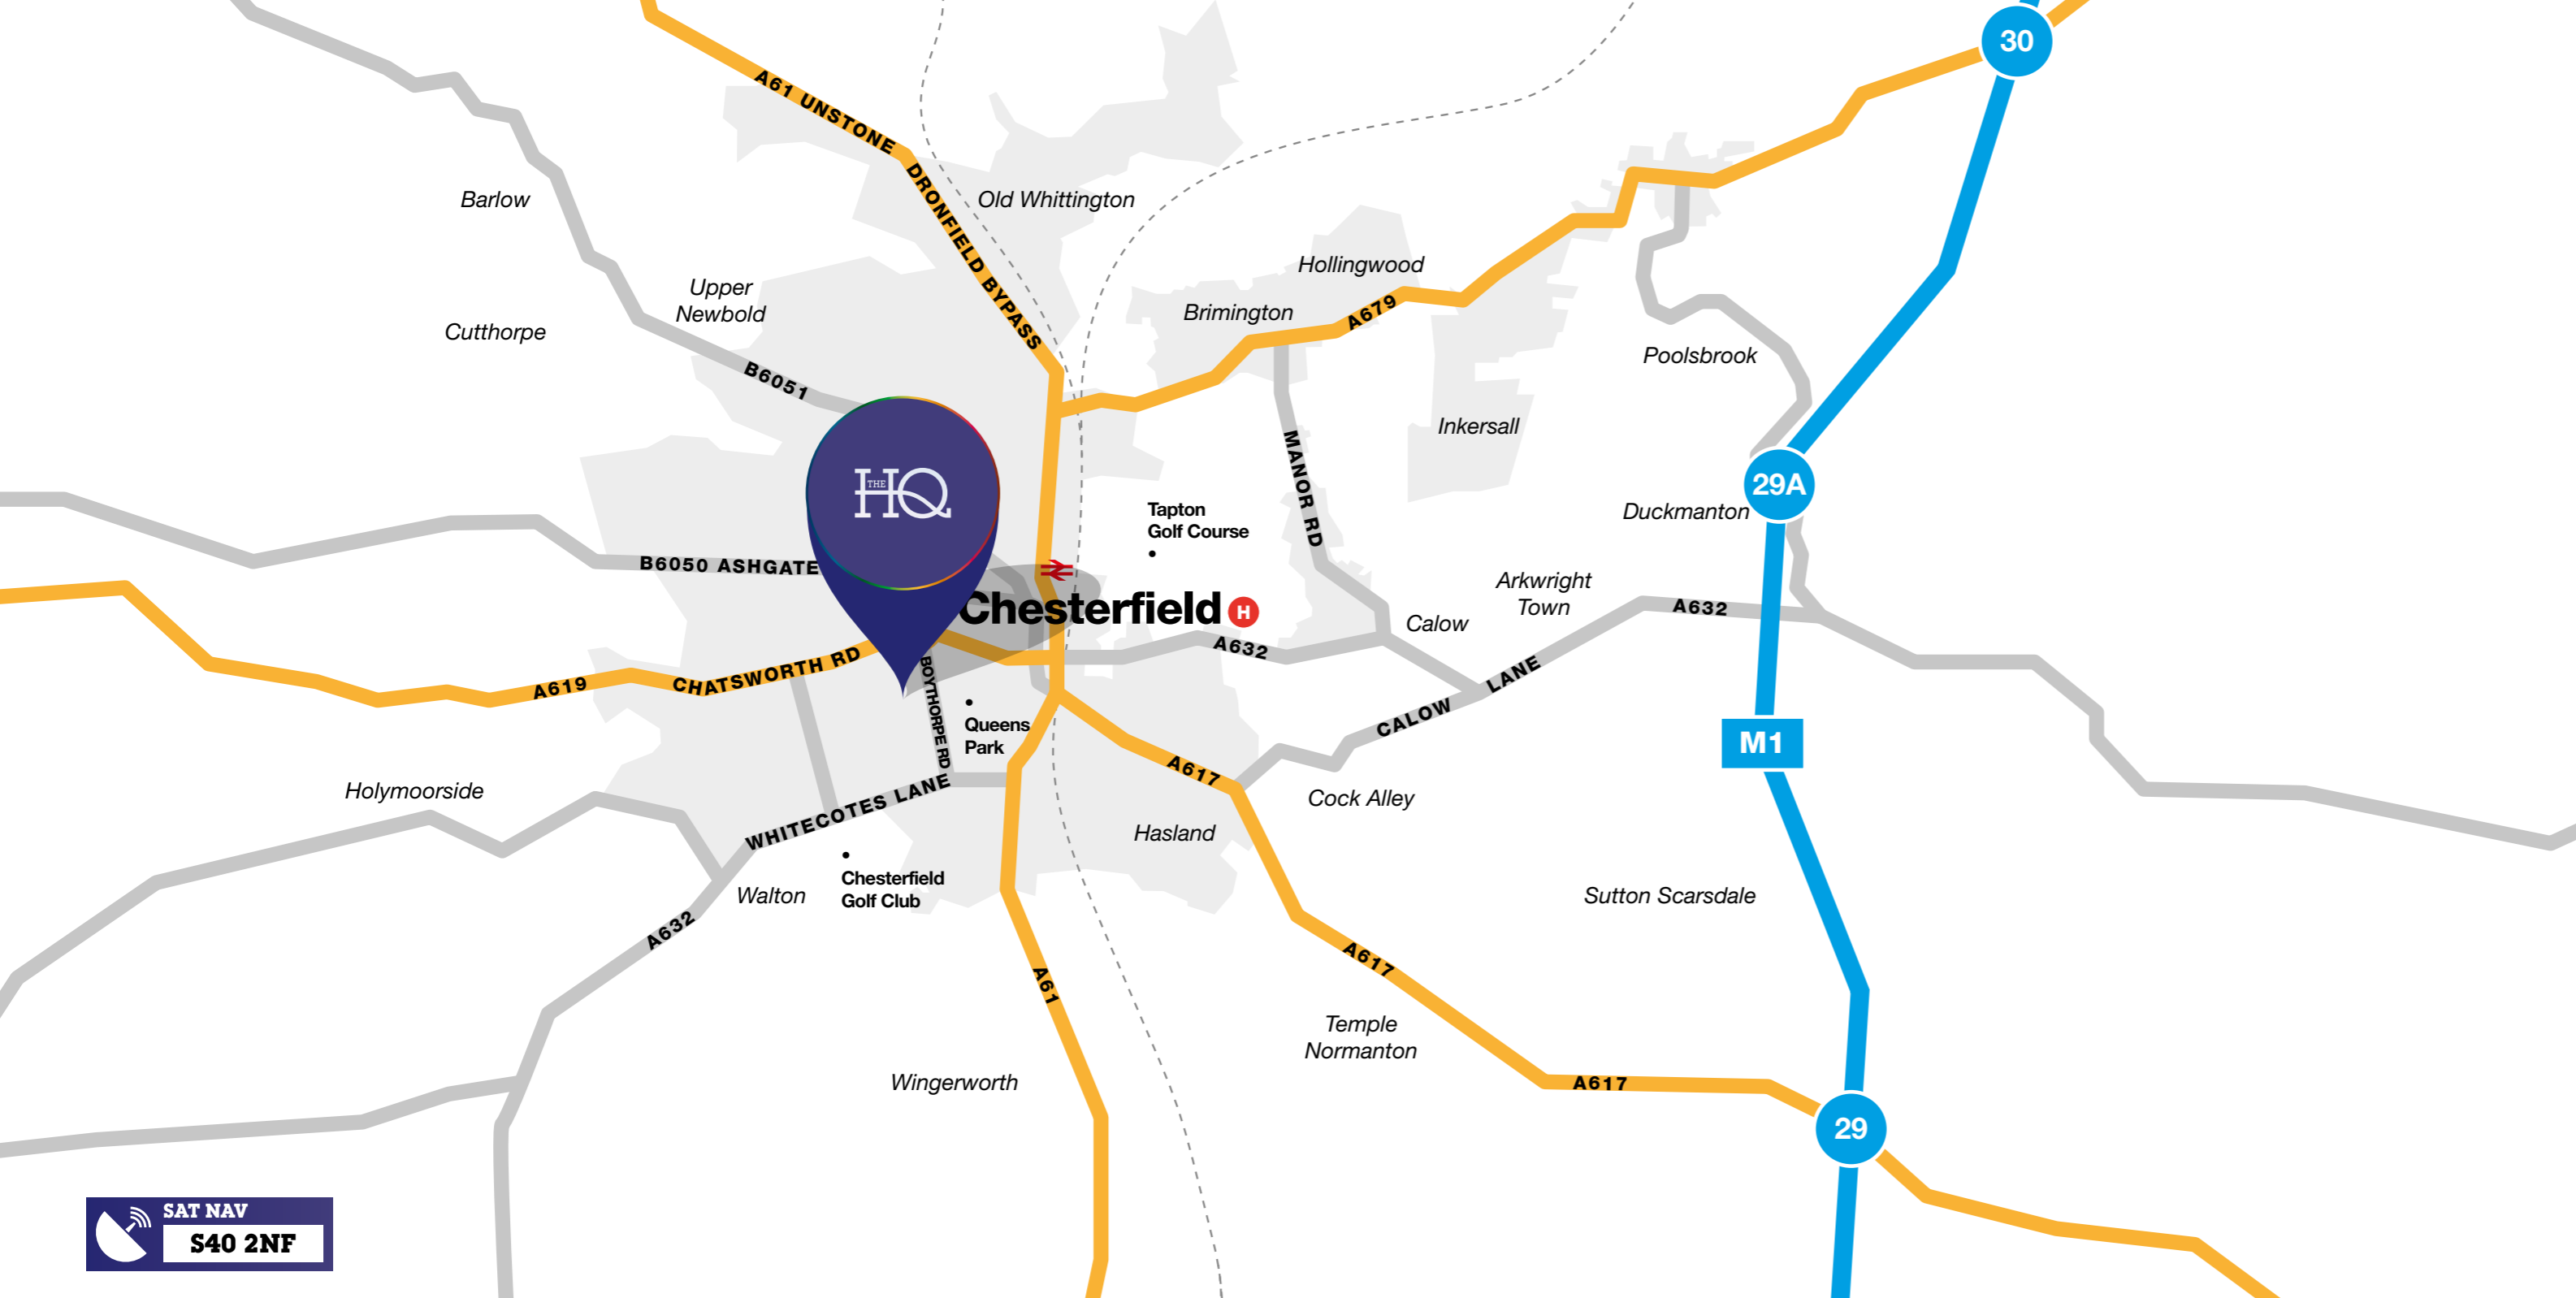 30
A61 UNSTONE
DRONFIELD BYPASS
Barlow
Old Whittington
Hollingwood
Upper
Newbold
Brimington
A679
Cutthorpe
Poolsbrook
B6051
Inkersall
MANOR RD
THE
HQ
29A
Tapton
Golf Course
Duckmanton
B6050 ASHGATE
Arkwright
Town
Chesterfield
H
A632
Calow
A632
CHATSWORTH RD
A619
BOYTHORPE RD
CALOW LANE
Queens
Park
M1
A617
Holymoorside
Cock Alley
WHITECOTES LANE
Hasland
Chesterfield
Golf Club
Walton
Sutton Scarsdale
A632
A617
A61
Temple
Normanton
Wingerworth
A617
29
SAT NAV
S40 2NF